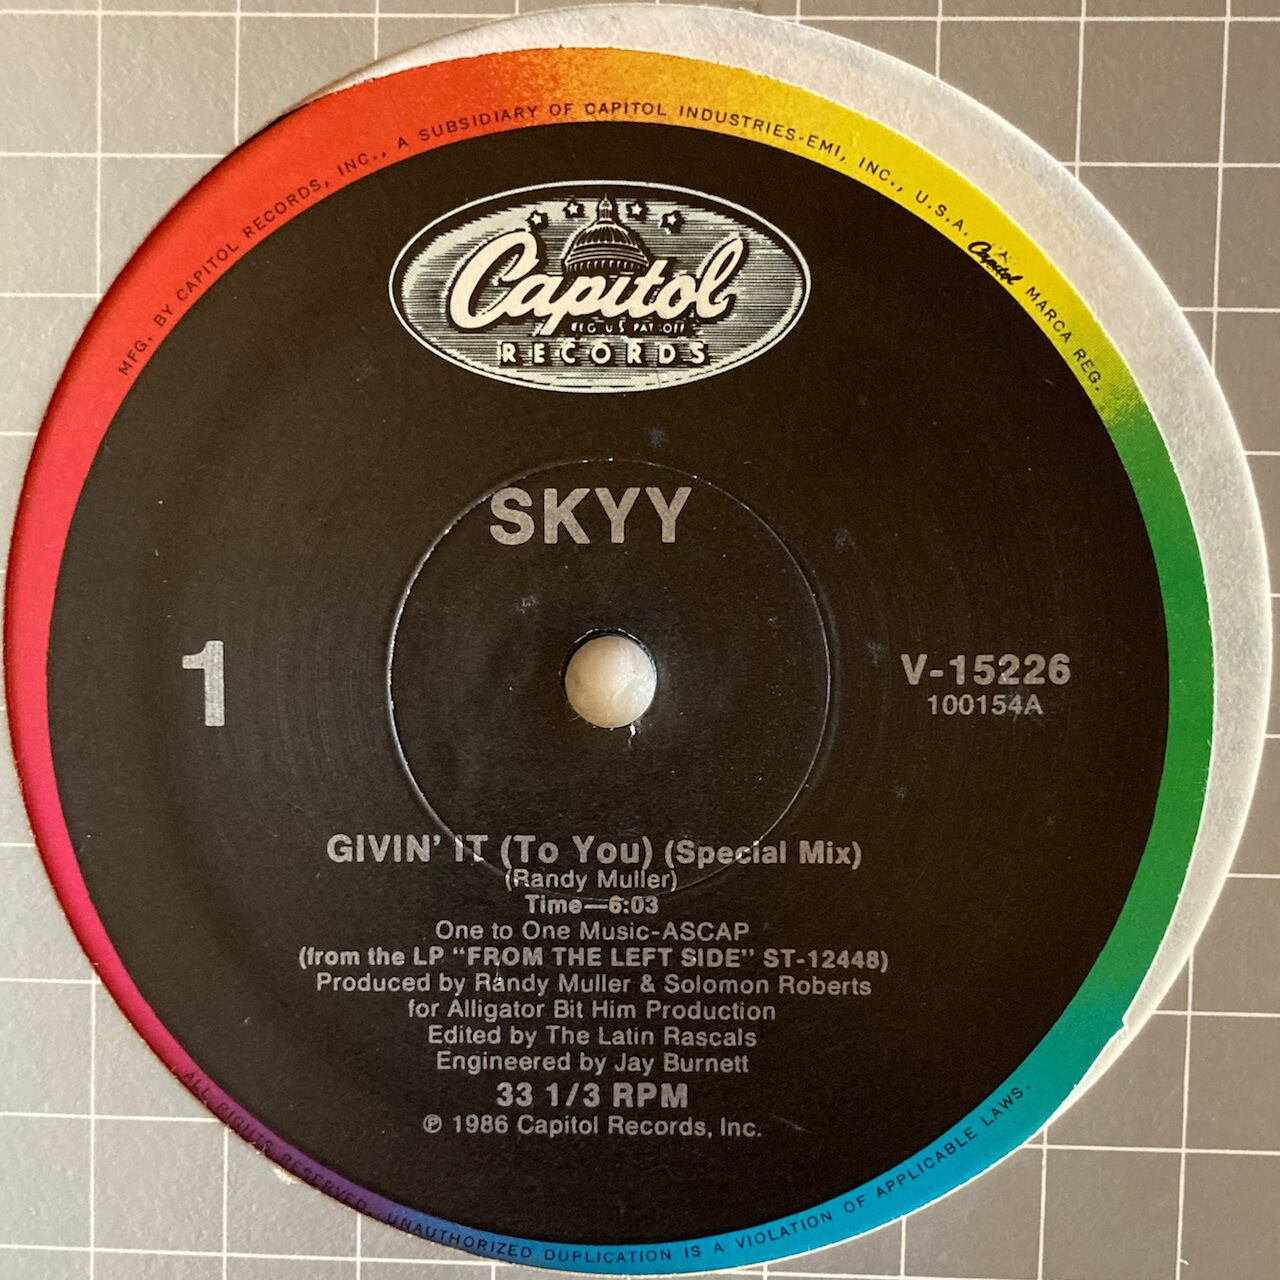 MFG. BY CAPITOL RECORDS, INC., A SUBSIDIARY OF CAPITOL INDUSTRIES-EMI, INC., U.S.A. Capitol MARCA REG.
Capitol
REG US PAT OFF
RECORDS
SKYY
1
V-15226
100154A
GIVIN' IT (To You) (Special Mix)
(Randy Muller)
Time—6:03
One to One Music-ASCAP
(from the LP "FROM THE LEFT SIDE" ST-12448)
Produced by Randy Muller & Solomon Roberts
for Alligator Bit Him Production
Edited by The Latin Rascals
Engineered by Jay Burnett
33 1/3 RPM
℗ 1986 Capitol Records, Inc.
ALL RIGHTS RESERVED. UNAUTHORIZED DUPLICATION IS A VIOLATION OF APPLICABLE LAWS.